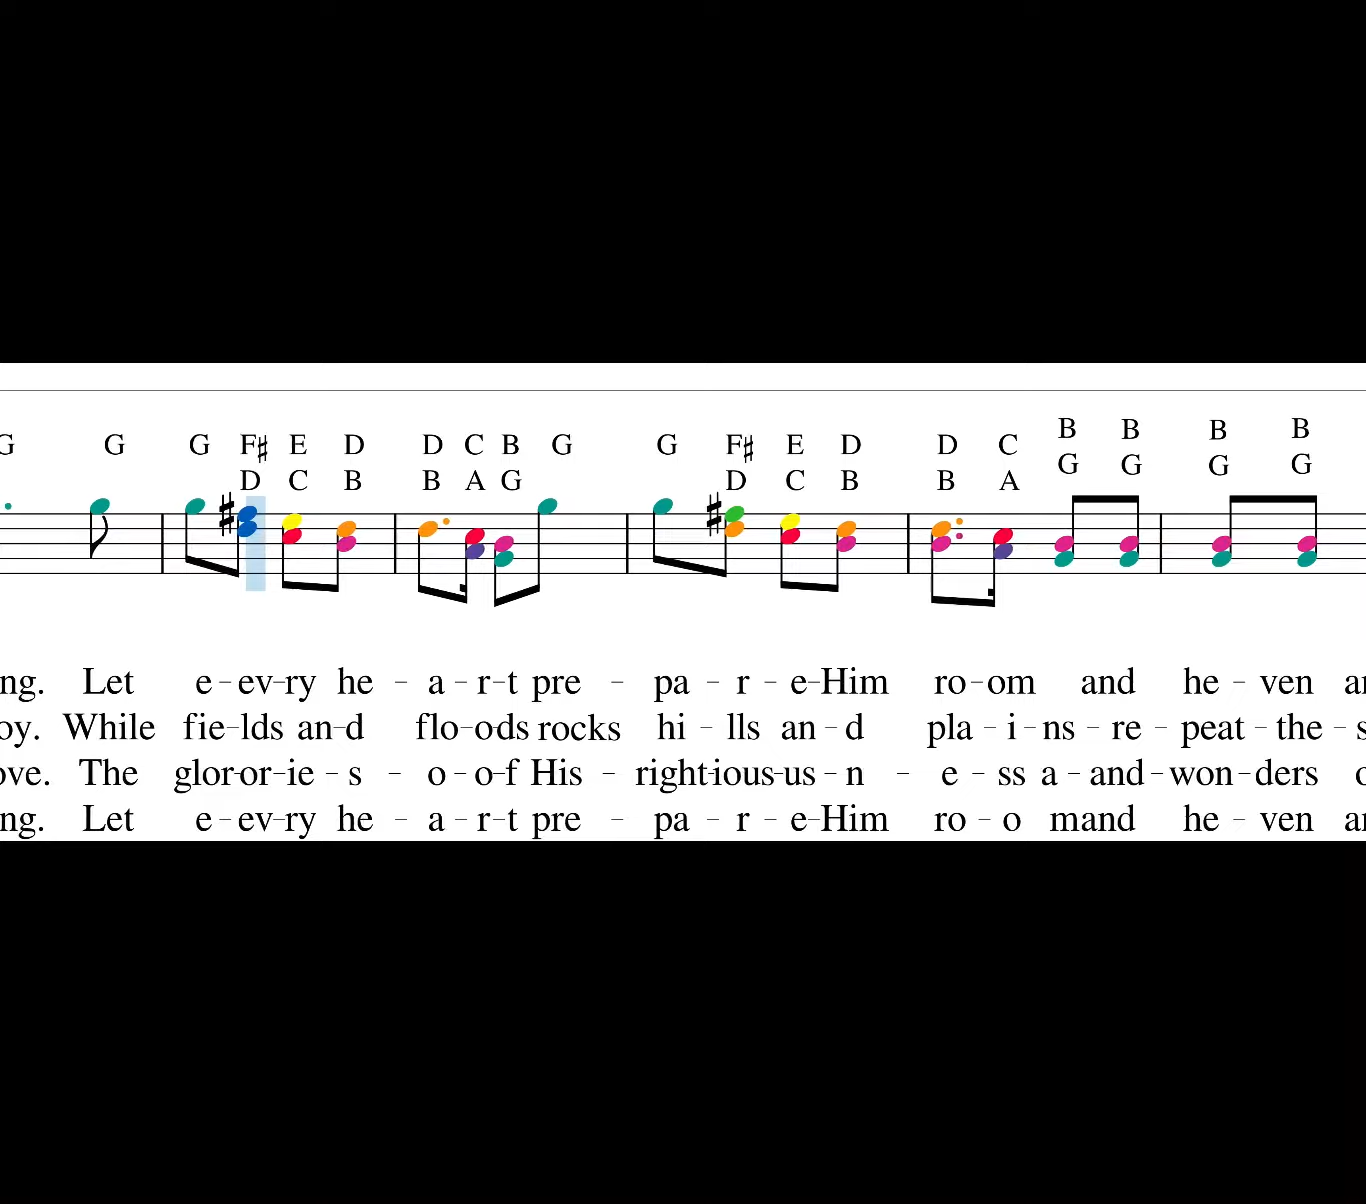 B B B B
G G G F♯ E D D C B G G F♯ E D D C G G G G
D C B B A G D C B B A
ng. Let e - ev - ry he - a - r - t pre - pa - r - e - Him ro - om and he - ven
oy. While fie - lds an - d flo - ods rocks hi - lls an - d pla - i - ns - re - peat - the - s
ove. The glor - or - ie - s - o - o - f His - right - ious - us - n - e - ss a - and - won - ders
ng. Let e - ev - ry he - a - r - t pre - pa - r - e - Him ro - o mand he - ven